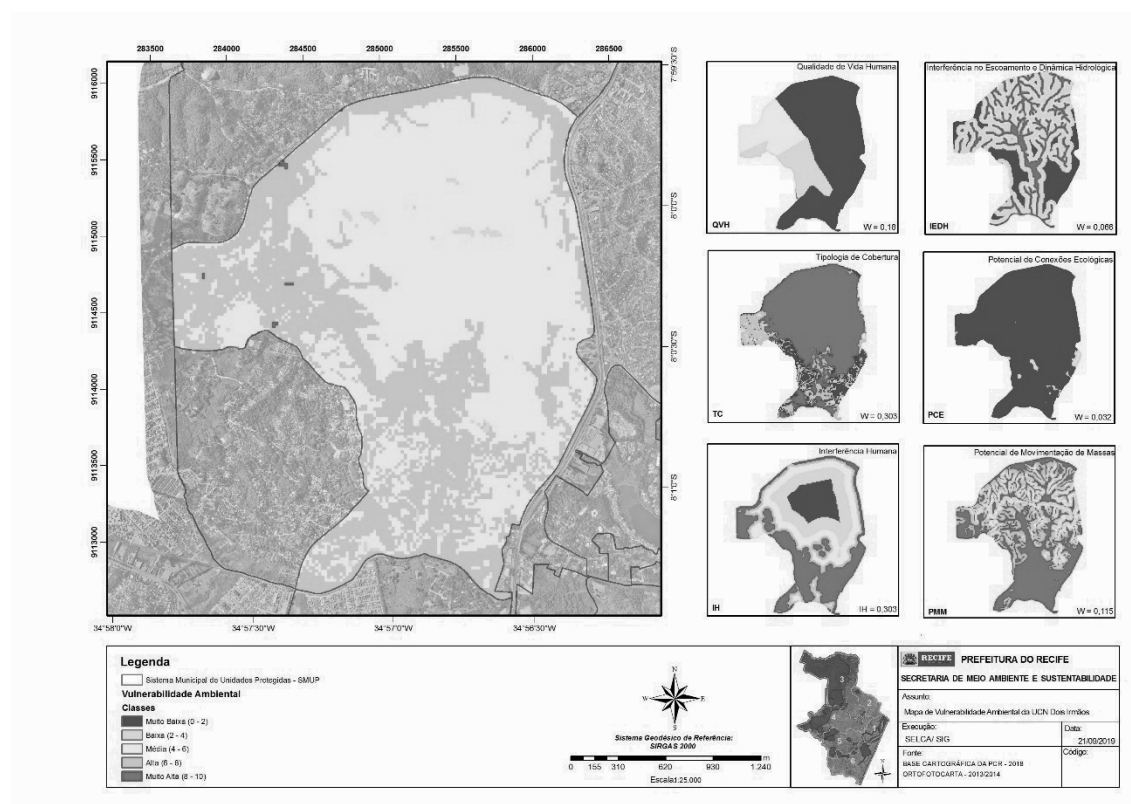 283500 284000 284500 285000 285500 286000 286500
7°59'30"S
8°0'0"S
8°0'30"S
8°1'0"S
9116000
9115500
9115000
9114500
9114000
9113500
9113000
34°58'0"W 34°57'30"W 34°57'0"W 34°56'30"W
Qualidade de Vida Humana
QVH W = 0,18
Interferência no Escoamento e Dinâmica Hidrológica
IEDH W = 0,066
Tipologia de Cobertura
TC W = 0,303
Potencial de Conexões Ecológicas
PCE W = 0,032
Interferência Humana
IH IH = 0,303
Potencial de Movimentação de Massas
PMM W = 0,115
Legenda
Sistema Municipal de Unidades Protegidas - SMUP
Vulnerabilidade Ambiental
Classes
Muito Baixa (0 - 2)
Baixa (2 - 4)
Média (4 - 6)
Alta (6 - 8)
Muito Alta (8 - 10)
N
W E
S
Sistema Geodésico de Referência:
SIRGAS 2000
m
0 155 310 620 930 1.240
Escala1:25.000
3
N
RECIFE PREFEITURA DO RECIFE
SECRETARIA DE MEIO AMBIENTE E SUSTENTABILIDADE
Assunto:
Mapa de Vulnerabilidade Ambiental da UCN Dois Irmãos
Execução:
SELCA/ SIG
Data:
21/09/2019
Fonte:
BASE CARTOGRÁFICA DA PCR - 2018
ORTOFOTOCARTA - 2013/2014
Código: